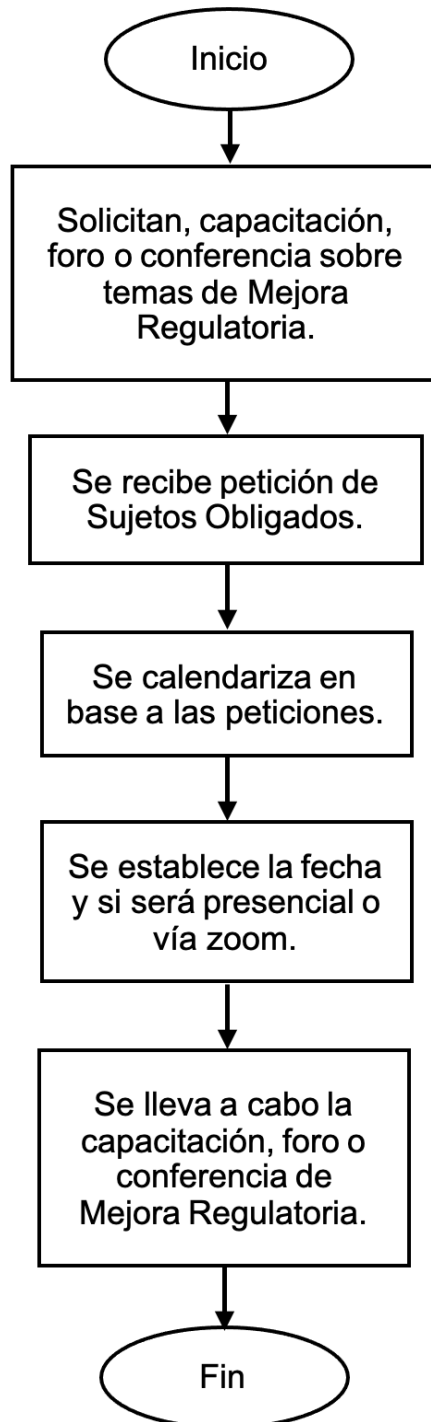 Inicio
Solicitan, capacitación,
foro o conferencia sobre
temas de Mejora
Regulatoria.
Se recibe petición de
Sujetos Obligados.
Se calendariza en
base a las peticiones.
Se establece la fecha
y si será presencial o
vía zoom.
Se lleva a cabo la
capacitación, foro o
conferencia de
Mejora Regulatoria.
Fin